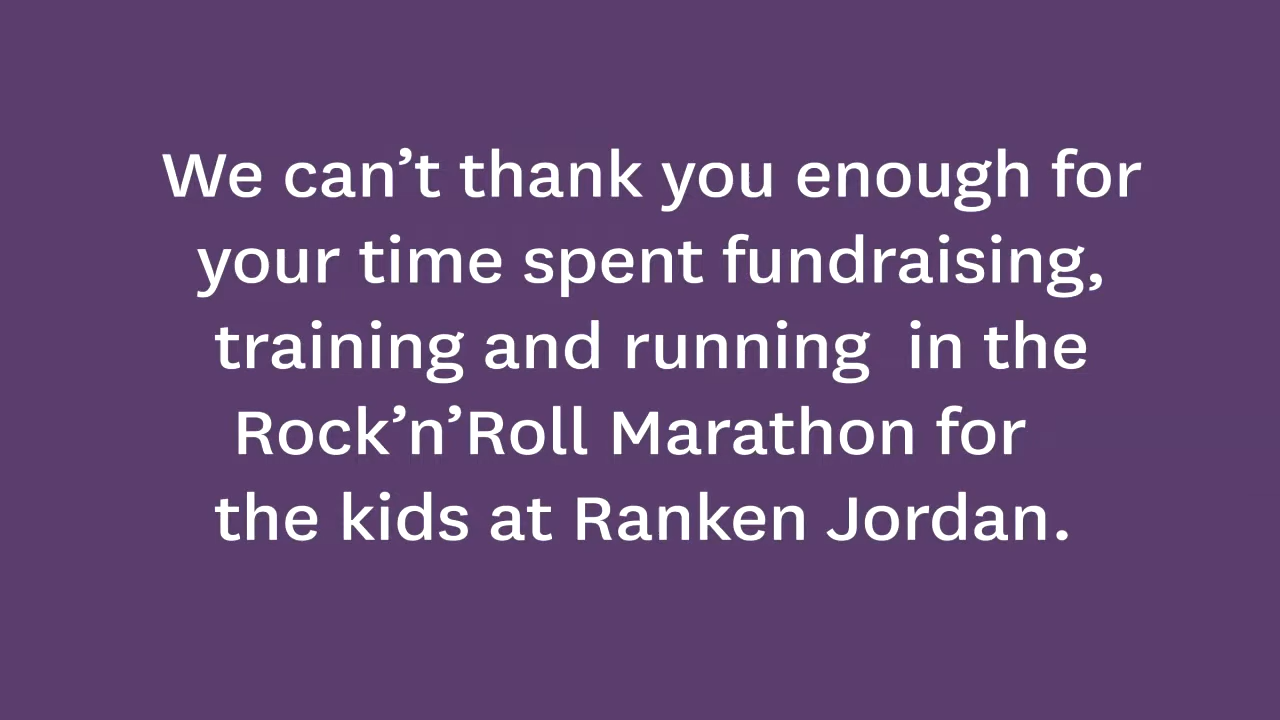 We can’t thank you enough for
your time spent fundraising,
training and running  in the
Rock’n’Roll Marathon for
the kids at Ranken Jordan.